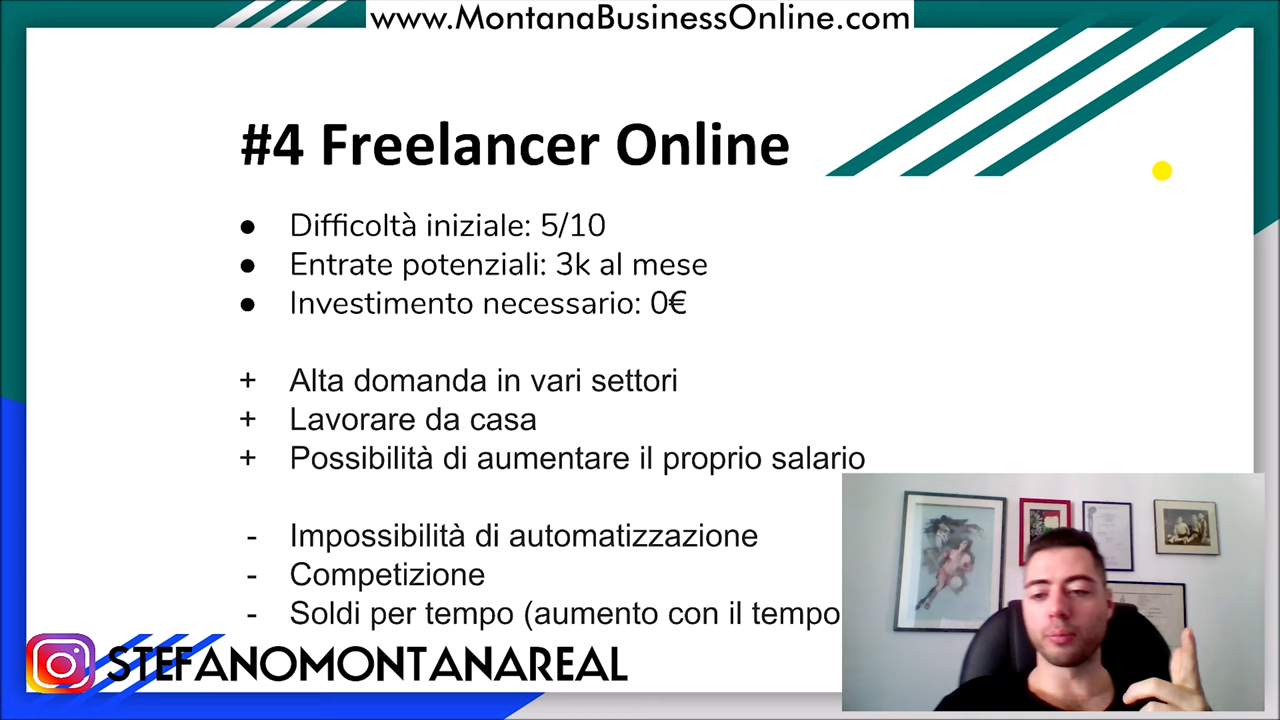 www.MontanaBusinessOnline.com
#4 Freelancer Online
● Difficoltà iniziale: 5/10
● Entrate potenziali: 3k al mese
● Investimento necessario: 0€
+ Alta domanda in vari settori
+ Lavorare da casa
+ Possibilità di aumentare il proprio salario
- Impossibilità di automatizzazione
- Competizione
- Soldi per tempo (aumento con il tempo
STEFANOMONTANAREAL